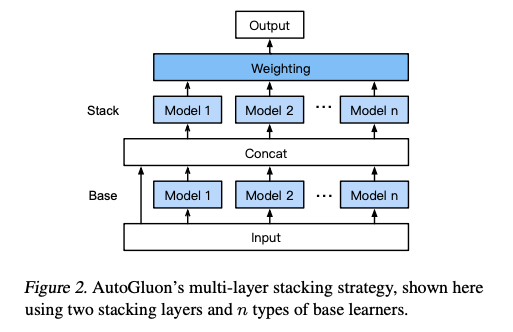 Output
Weighting
Stack
Model 1
Model 2
...
Model n
Concat
Base
Model 1
Model 2
...
Model n
Input
Figure 2. AutoGluon's multi-layer stacking strategy, shown here
using two stacking layers and n types of base learners.